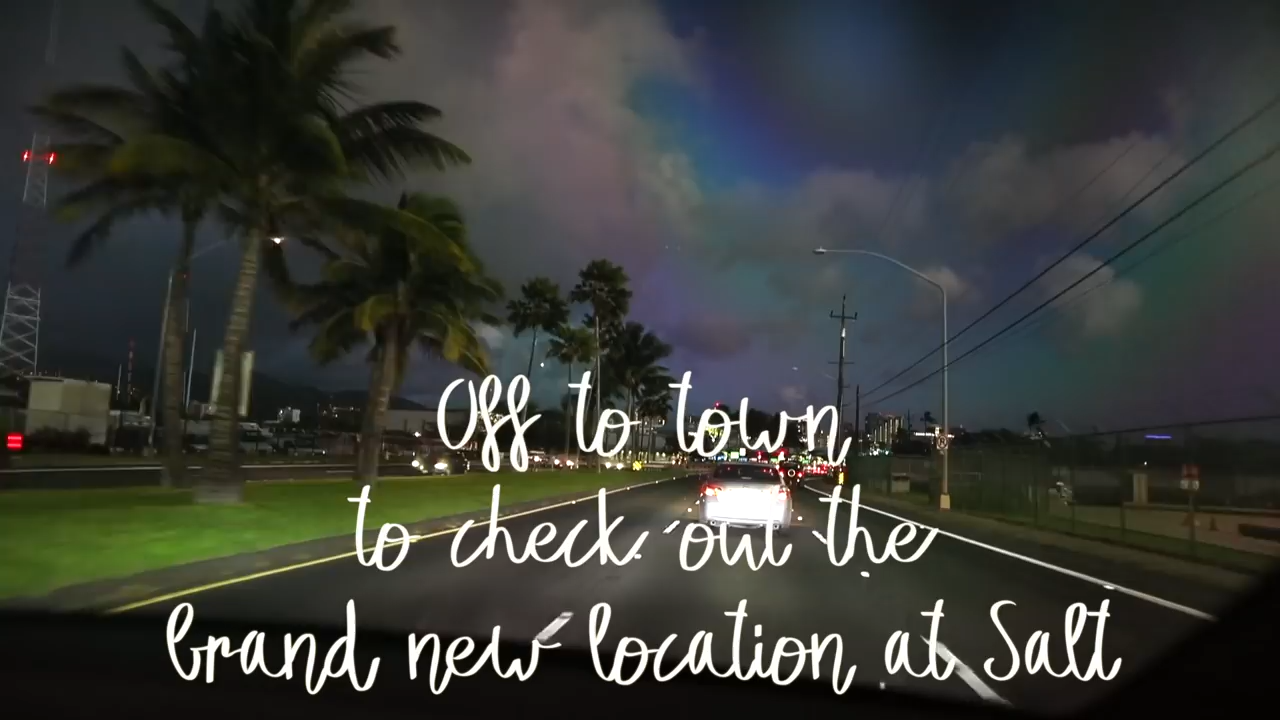 Off to town
to check out the
brand new location at Salt